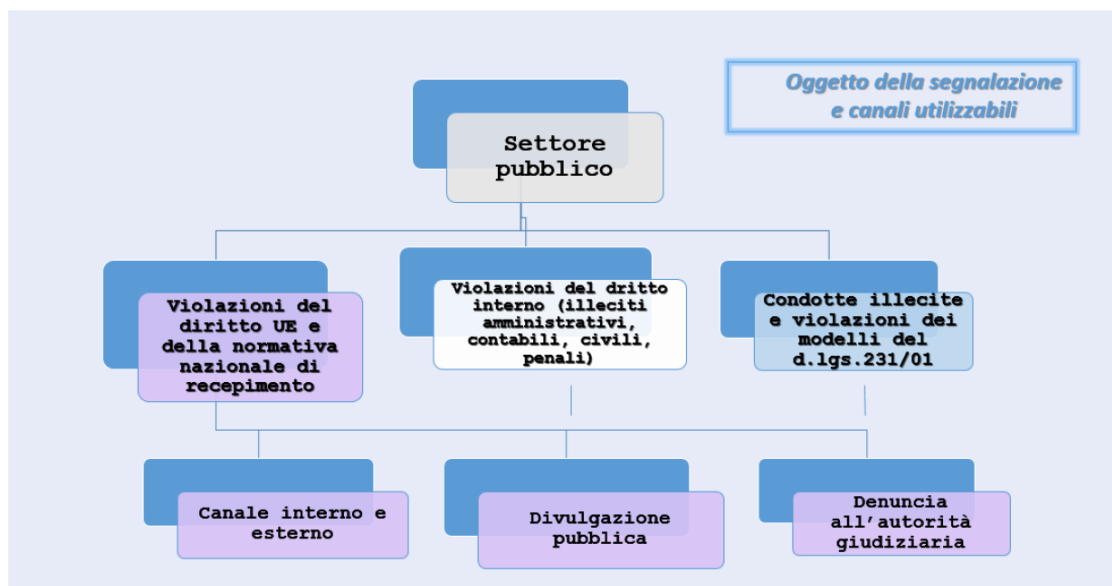 Oggetto della segnalazione
e canali utilizzabili
Settore
pubblico
Violazioni del
diritto UE e
della normativa
nazionale di
recepimento
Violazioni del dritto
interno (illeciti
amministrativi,
contabili, civili,
penali)
Condotte illecite
e violazioni dei
modelli del
d.lgs.231/01
Canale interno e
esterno
Divulgazione
pubblica
Denuncia
all’autorità
giudiziaria